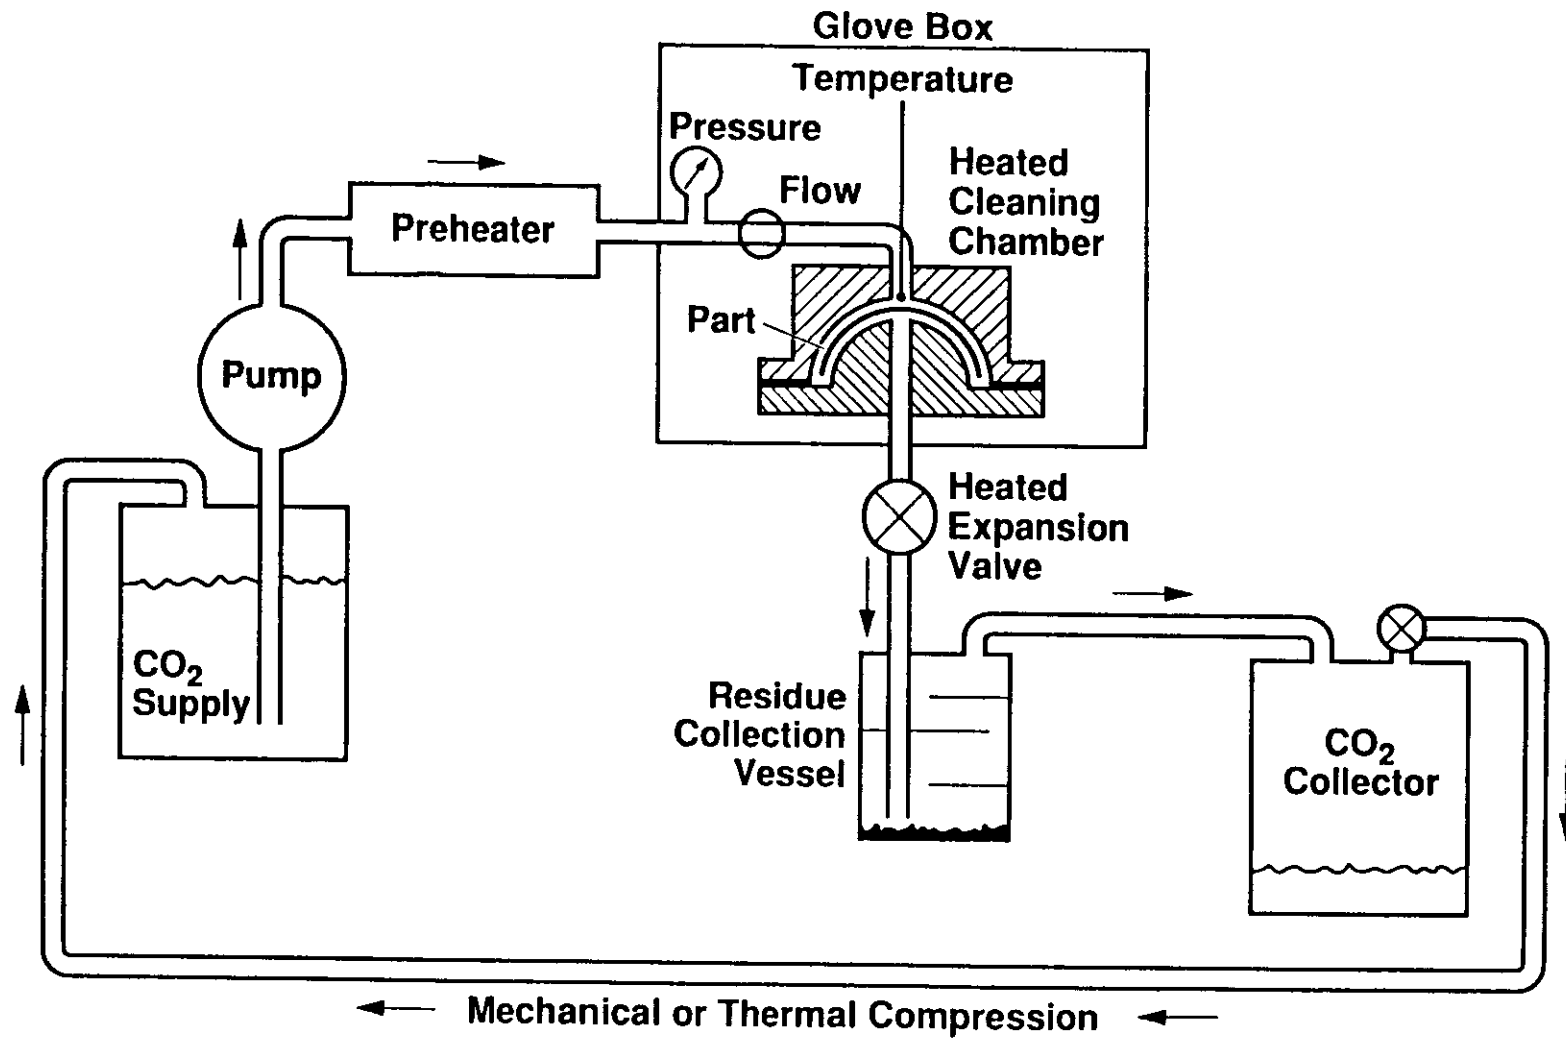 Glove Box
Temperature
Pressure
Heated
Cleaning
Chamber
Flow
Preheater
Part
Pump
Heated
Expansion
Valve
CO2
Supply
Residue
Collection
Vessel
CO2
Collector
Mechanical or Thermal Compression